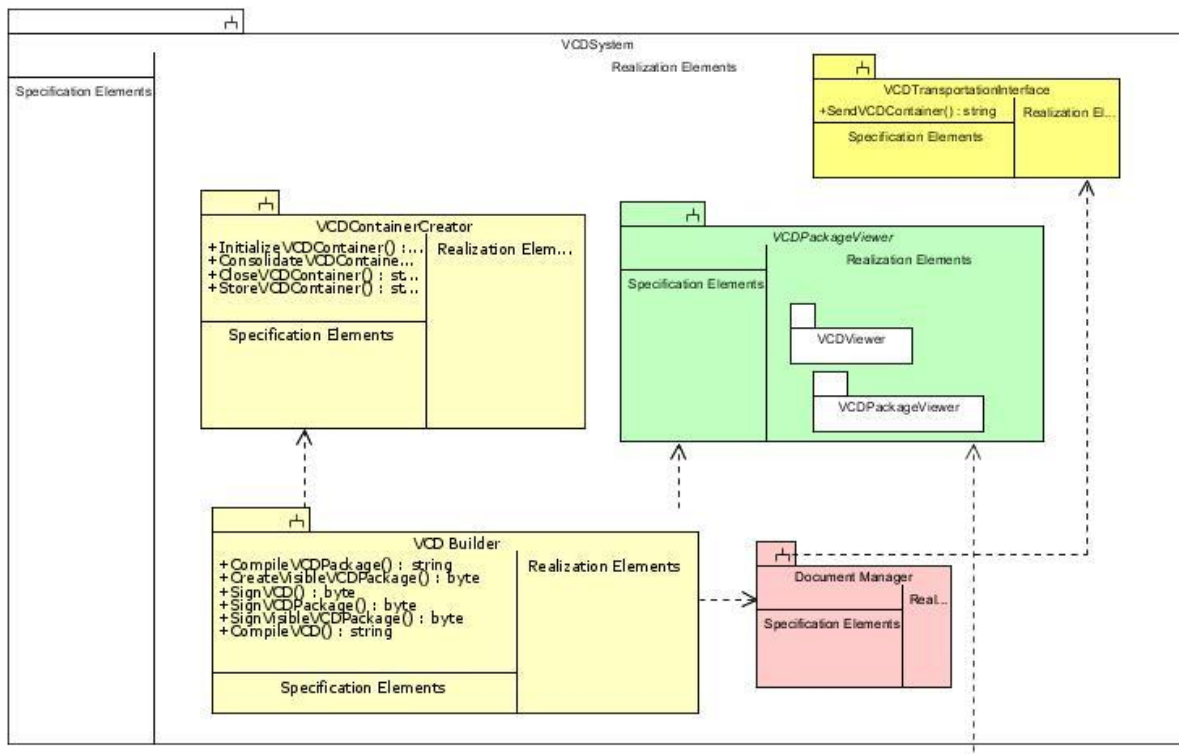 VCDSystem
Realization Elements
Specification Elements
VCDTransportationInterface
+SendVCDContainer() : string
Realization El...
Specification Elements
VCDContainerCreator
+InitializeVCDContainer() :...
+ConsolidateVCDContaine...
+CloseVCDContainer() : st...
+StoreVCDContainer() : st...
Realization Elem...
Specification Elements
VCDPackageViewer
Realization Elements
Specification Elements
VCDViewer
VCDPackageViewer
VCD Builder
+CompileVCDPackage() : string
+CreateVisibleVCDPackage() : byte
+SignVCD() : byte
+SignVCDPackage() : byte
+SignVisibleVCDPackage() : byte
+CompileVCD() : string
Realization Elements
Specification Elements
Document Manager
Real...
Specification Elements